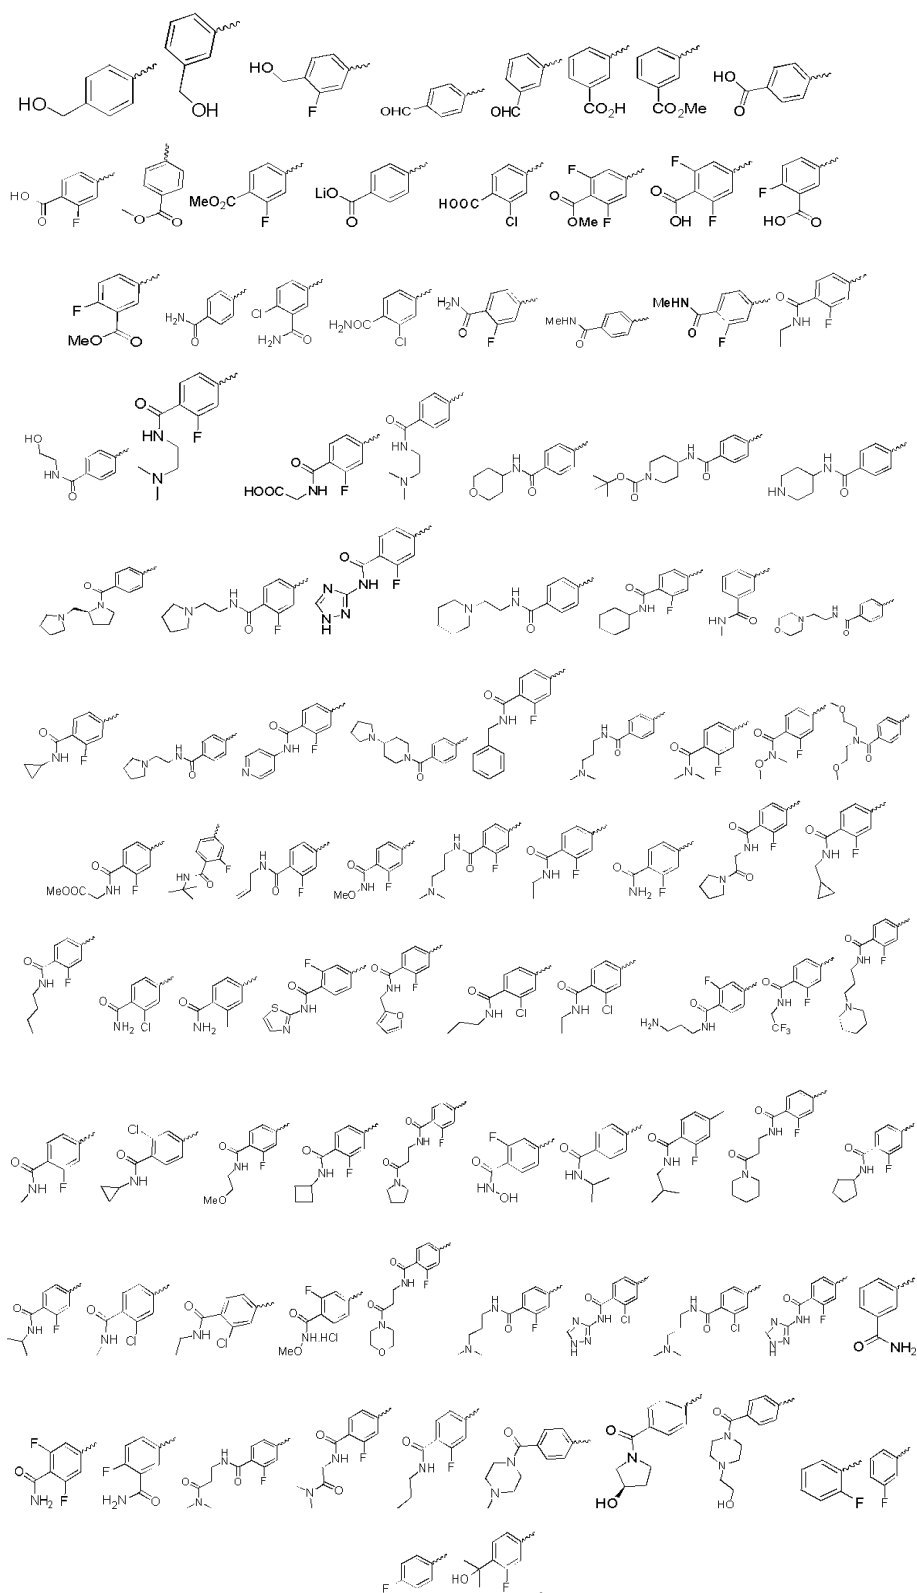 HO OH HO F OHC OHC CO2H CO2Me HO O
HO O F O O MeO2C F LiO O HOOC Cl F O OMe F F O OH F F HO O
F MeO O H2N O Cl H2N O H2N O Cl H2N O F MeHN O MeHN O F O NH F
HO HN O O NH F N O HOOC NH F O NH N O NH O O O N NH O HN NH O
O N N N NH O F O NH F N N N H N NH O O NH F NH O O N NH O
O NH F N NH O O NH F N N N O O NH F N NH O O N F O O N F O N O O
O MeOOC NH F NH O F NH O F O NH MeO F N NH O F O NH F O NH2 F O NH F N O O NH F
O NH F O NH2 Cl O NH2 F O NH S N O NH F O O NH Cl O NH Cl F O NH H2N O NH F CF3 O NH F N
O NH F Cl O NH O NH F MeO O NH F O NH F O N F O NH OH O NH O NH F O NH F O N O NH F
O NH F O NH Cl O NH Cl F O NH.HCl MeO O NH F O N O NH O F N O NH Cl N N N H NH O Cl N O NH F N N N H O NH2
F O NH2 F F H2N O NH O F O N O NH F N O O NH F O N N O N HO O N N HO F F
F HO F